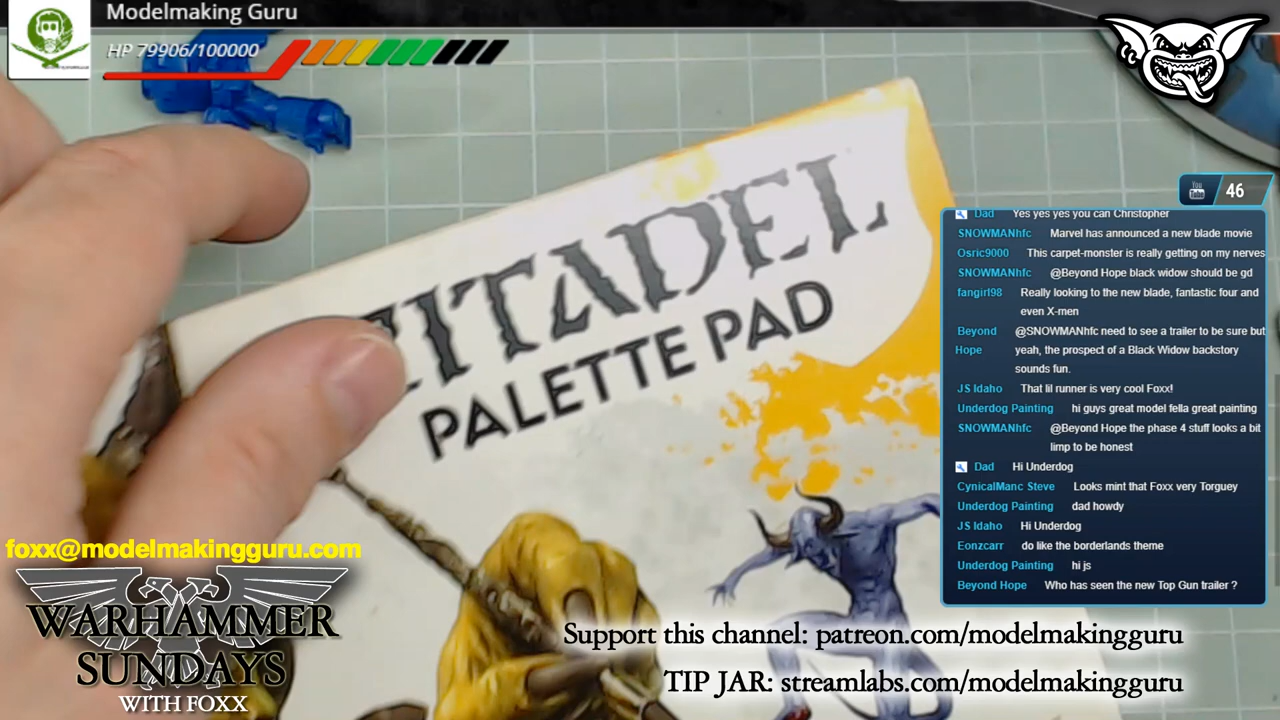 Modelmaking Guru
HP 79906/100000
CITADEL
PALETTE PAD
You
Tube
46
Dad Yes yes yes you can Christopher
SNOWMANhfc Marvel has announced a new blade movie
Osric9000 This carpet-monster is really getting on my nerves
SNOWMANhfc @Beyond Hope black widow should be gd
fangirl98 Really looking to the new blade, fantastic four and
even X-men
Beyond @SNOWMANhfc need to see a trailer to be sure but
Hope yeah, the prospect of a Black Widow backstory
sounds fun.
JS Idaho That lil runner is very cool Foxx!
Underdog Painting hi guys great model fella great painting
SNOWMANhfc @Beyond Hope the phase 4 stuff looks a bit
limp to be honest
Dad Hi Underdog
CynicalManc Steve Looks mint that Foxx very Torguey
Underdog Painting dad howdy
JS Idaho Hi Underdog
Eonzcarr do like the borderlands theme
Underdog Painting hi js
Beyond Hope Who has seen the new Top Gun trailer ?
foxx@modelmakingguru.com
WARHAMMER
SUNDAYS
WITH FOXX
Support this channel: patreon.com/modelmakingguru
TIP JAR: streamlabs.com/modelmakingguru